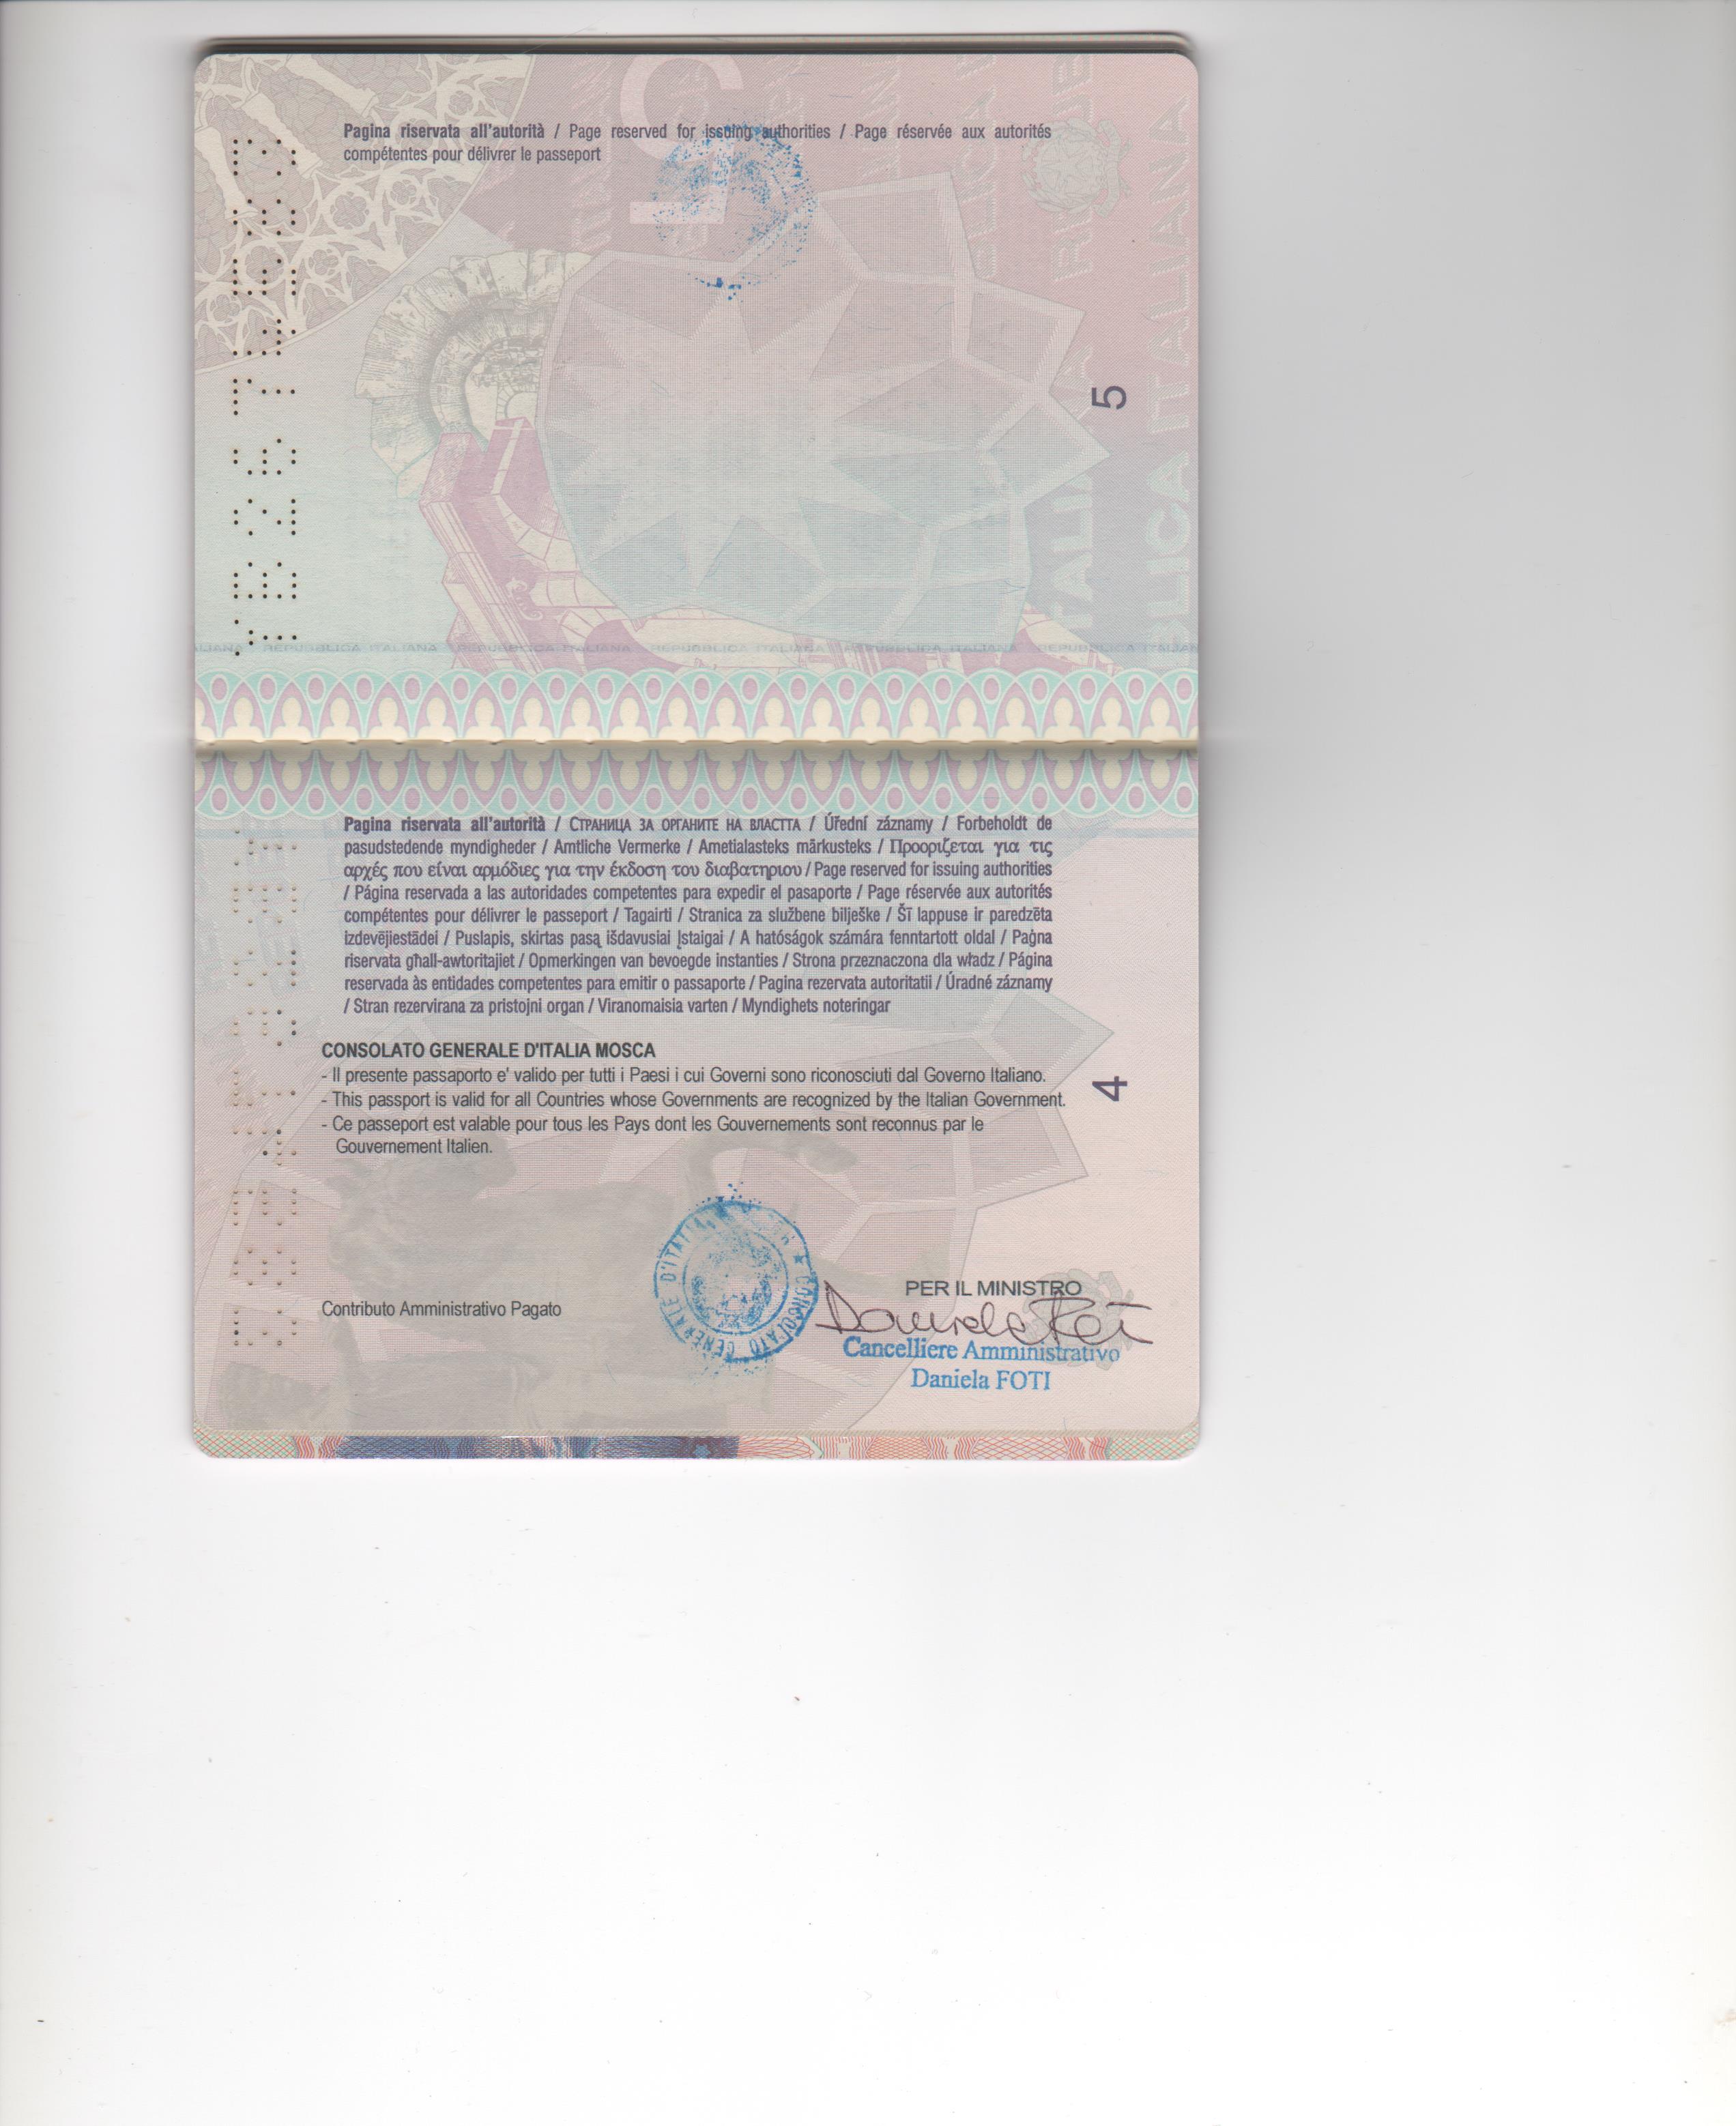 Pagina riservata all'autorità / Page reserved for issuing authorities / Page réservée aux autorités
compétentes pour délivrer le passeport
5
REPUBBLICA ITALIANA REPUBBLICA ITALIANA REPUBBLICA ITALIANA REPUBBLICA ITALIANA
Pagina riservata all'autorità / СТРАНИЦА ЗА ОРГАНИТЕ НА ВЛАСТТА / Úřední záznamy / Forbeholdt de
pasudstedende myndigheder / Amtliche Vermerke / Ametialasteks märkusteks / Προορίζεται για τις
αρχές που είναι αρμόδιες για την έκδοση του διαβατηριου / Page reserved for issuing authorities
/ Página reservada a las autoridades competentes para expedir el pasaporte / Page réservée aux autorités
compétentes pour délivrer le passeport / Tagairtí / Stranica za službene bilješke / Šī lappuse ir paredzēta
izdevējiestādei / Puslapis, skirtas pasą išdavusiai Įstaigai / A hatóságok számára fenntartott oldal / Paġna
riservata għall-awtoritajiet / Opmerkingen van bevoegde instanties / Strona przeznaczona dla władz / Página
reservada às entidades competentes para emitir o passaporte / Pagina rezervata autoritatii / Úradné záznamy
/ Stran rezervirana za pristojni organ / Viranomaisia varten / Myndighets noteringar
CONSOLATO GENERALE D'ITALIA MOSCA
- Il presente passaporto e' valido per tutti i Paesi i cui Governi sono riconosciuti dal Governo Italiano.
- This passport is valid for all Countries whose Governments are recognized by the Italian Government.
- Ce passeport est valable pour tous les Pays dont les Gouvernements sont reconnus par le
Gouvernement Italien.
4
CONSOLATO GENERALE D'ITALIA
PER IL MINISTRO
Contributo Amministrativo Pagato
Daniela Foti
Cancelliere Amministrativo
Daniela FOTI